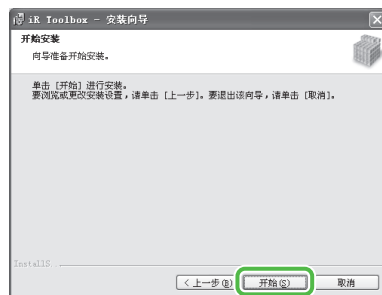 iR Toolbox - 安装向导
开始安装
向导准备开始安装。
单击 [开始] 进行安装。
要浏览或更改安装设置，请单击 [上一步]。要退出该向导，请单击 [取消]。
InstallS
< 上一步(B)
开始(S)
取消